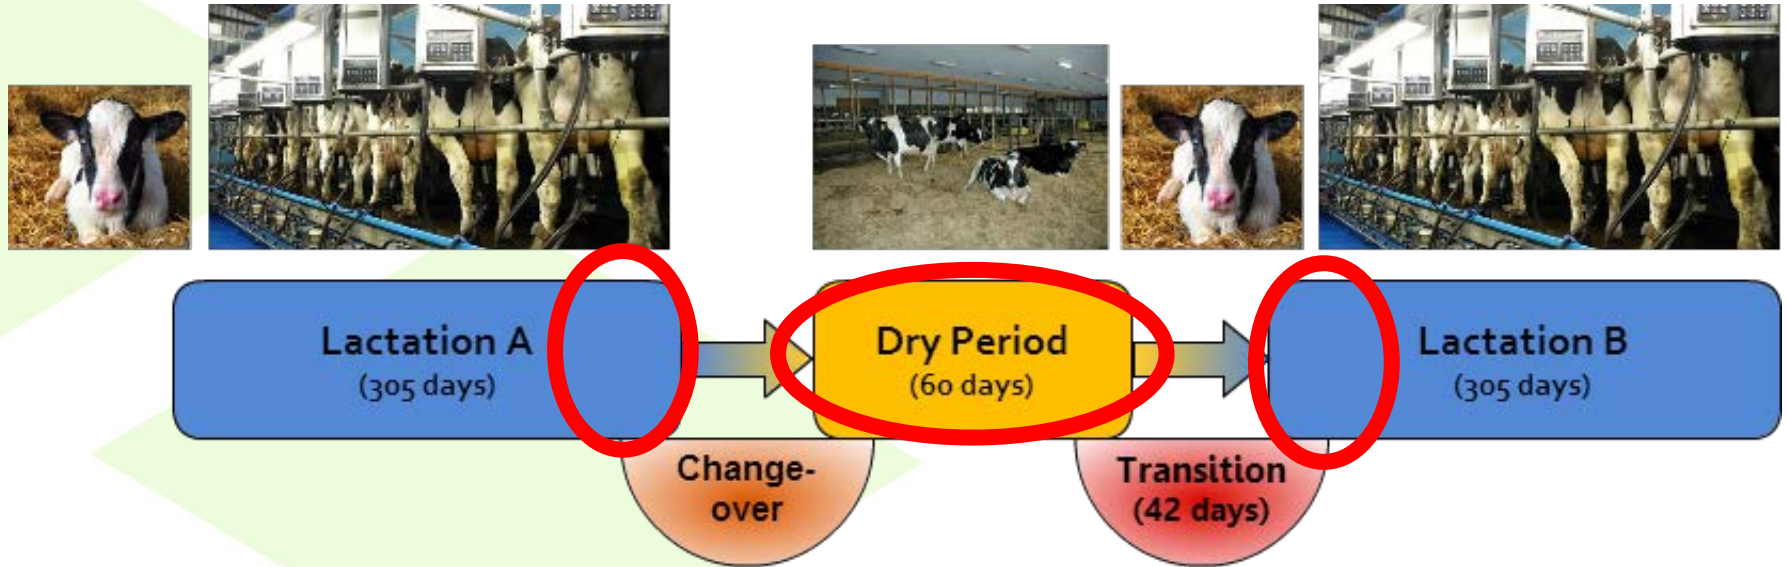 Lactation A
(305 days)
Dry Period
(60 days)
Lactation B
(305 days)
Change-
over
Transition
(42 days)